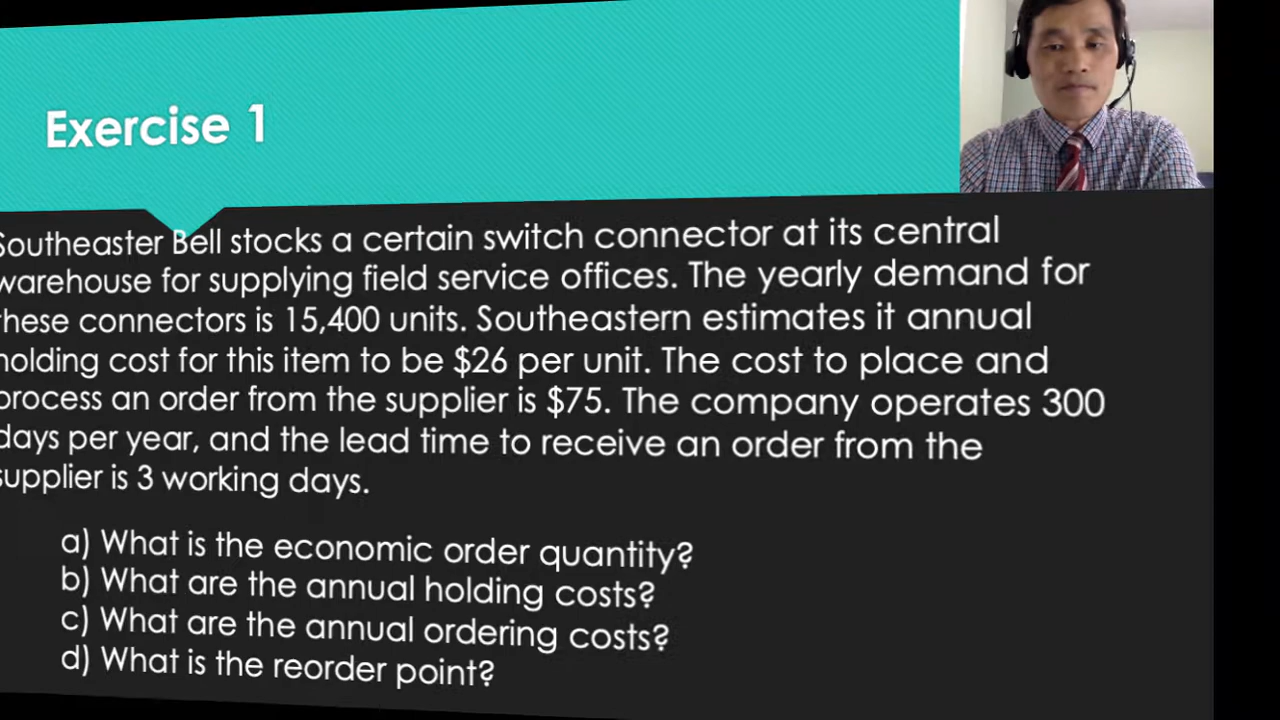 Exercise 1
Southeaster Bell stocks a certain switch connector at its central
warehouse for supplying field service offices. The yearly demand for
these connectors is 15,400 units. Southeastern estimates it annual
holding cost for this item to be $26 per unit. The cost to place and
process an order from the supplier is $75. The company operates 300
days per year, and the lead time to receive an order from the
supplier is 3 working days.
a) What is the economic order quantity?
b) What are the annual holding costs?
c) What are the annual ordering costs?
d) What is the reorder point?